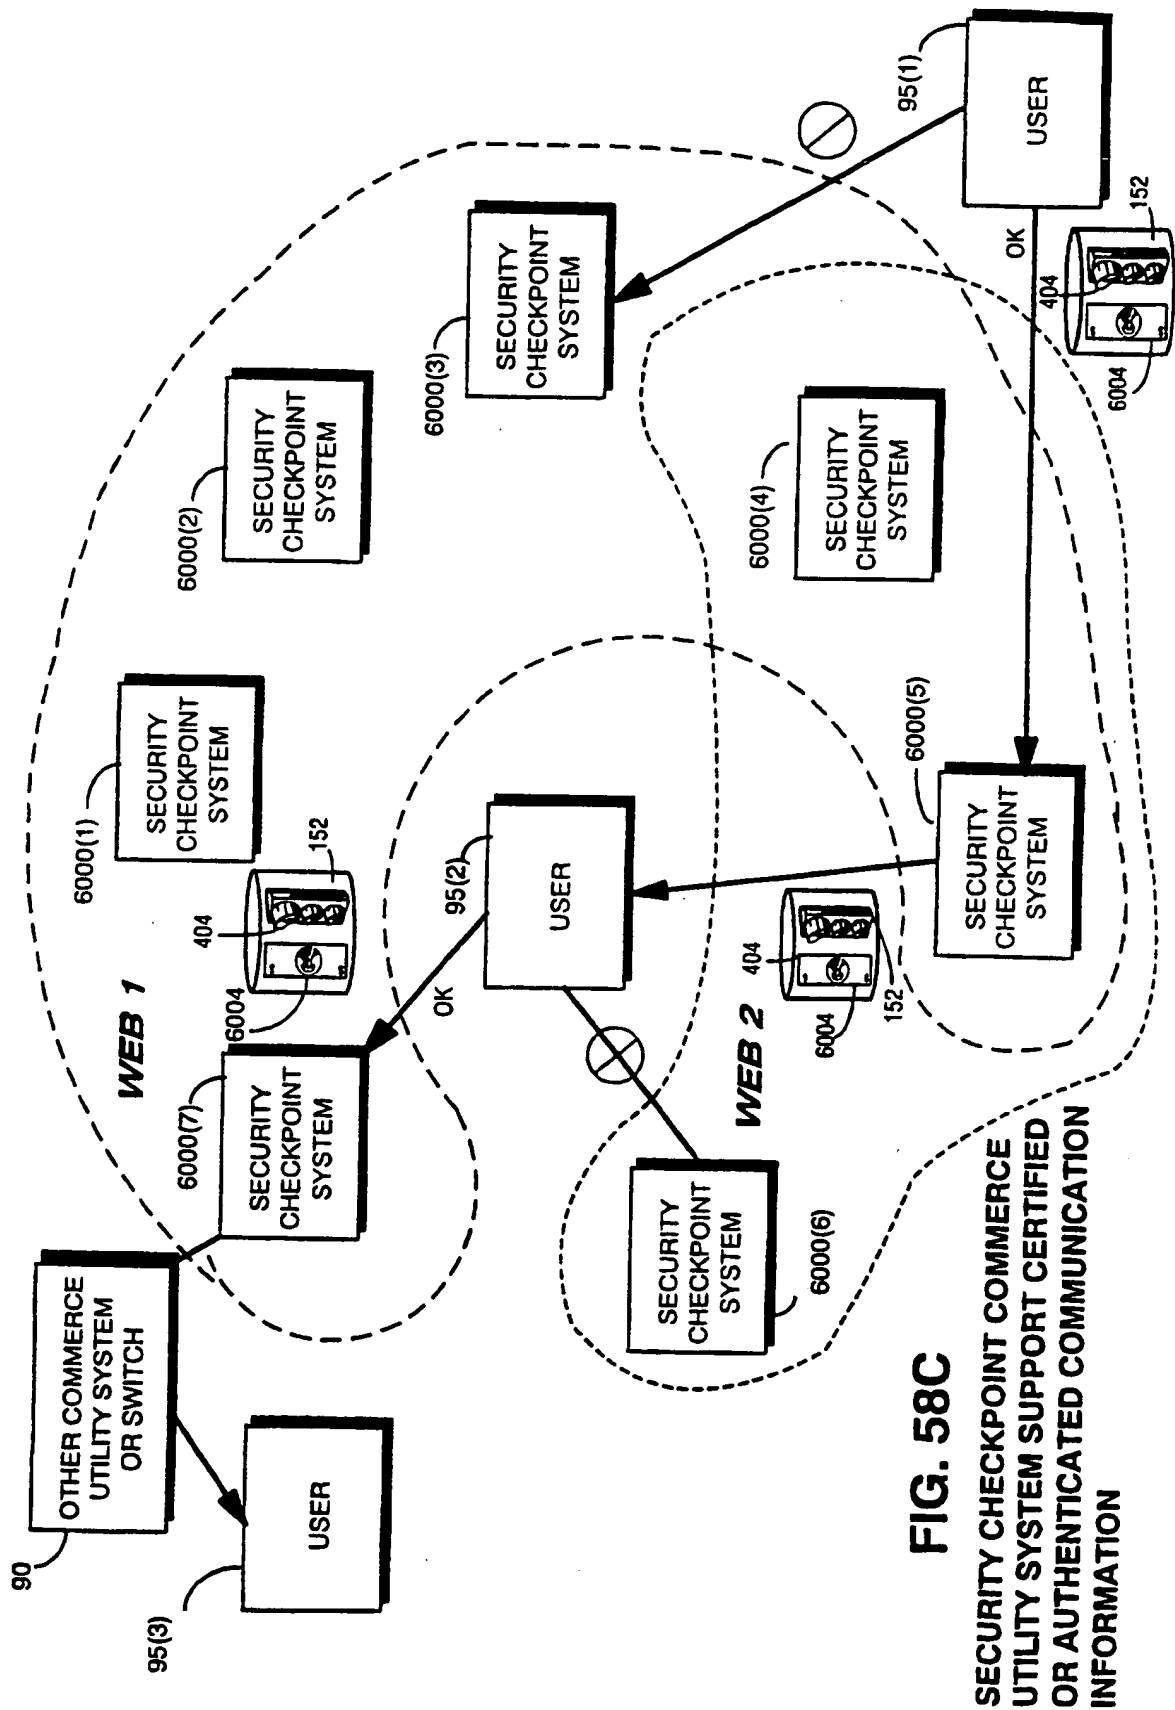 90
OTHER COMMERCE
UTILITY SYSTEM
OR SWITCH
95(3)
USER
WEB 1
6000(7)
SECURITY
CHECKPOINT
SYSTEM
6004
404
152
6000(1)
SECURITY
CHECKPOINT
SYSTEM
6000(2)
SECURITY
CHECKPOINT
SYSTEM
6000(3)
SECURITY
CHECKPOINT
SYSTEM
OK
95(2)
USER
6000(4)
SECURITY
CHECKPOINT
SYSTEM
95(1)
USER
OK
SECURITY
CHECKPOINT
SYSTEM
6000(6)
WEB 2
404
6004
152
6000(5)
SECURITY
CHECKPOINT
SYSTEM
404
6004
152
FIG. 58C
SECURITY CHECKPOINT COMMERCE
UTILITY SYSTEM SUPPORT CERTIFIED
OR AUTHENTICATED COMMUNICATION
INFORMATION